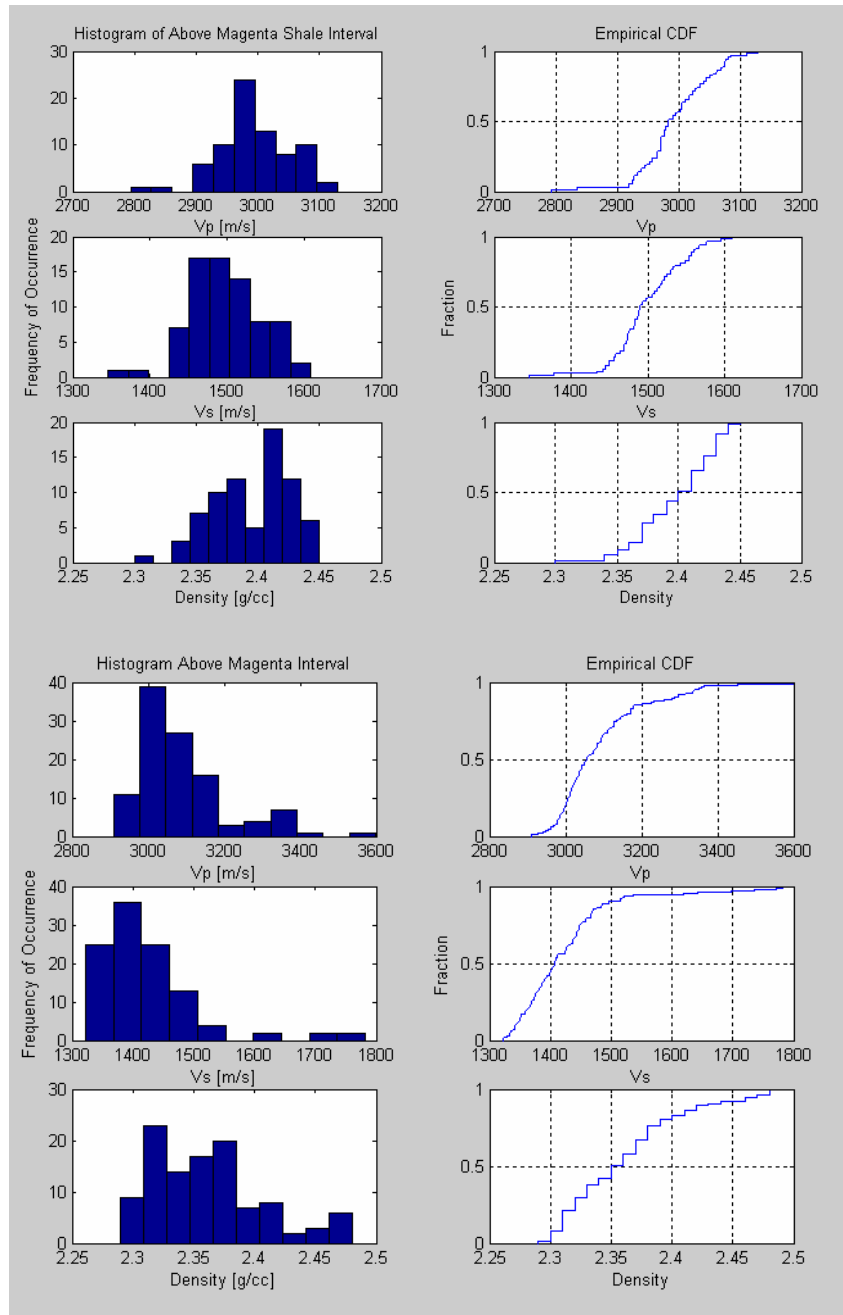 Histogram of Above Magenta Shale Interval
Empirical CDF
30
20
10
0
2700 2800 2900 3000 3100 3200
Vp [m/s]
1
0.5
0
2700 2800 2900 3000 3100 3200
Vp
Frequency of Occurrence
20
15
10
5
0
1300 1400 1500 1600 1700
Vs [m/s]
Fraction
1
0.5
0
1300 1400 1500 1600 1700
Vs
20
15
10
5
0
2.25 2.3 2.35 2.4 2.45 2.5
Density [g/cc]
1
0.5
0
2.25 2.3 2.35 2.4 2.45 2.5
Density
Histogram Above Magenta Interval
Empirical CDF
40
30
20
10
0
2800 3000 3200 3400 3600
Vp [m/s]
1
0.5
0
2800 3000 3200 3400 3600
Vp
Frequency of Occurrence
40
30
20
10
0
1300 1400 1500 1600 1700 1800
Vs [m/s]
Fraction
1
0.5
0
1300 1400 1500 1600 1700 1800
Vs
30
20
10
0
2.25 2.3 2.35 2.4 2.45 2.5
Density [g/cc]
1
0.5
0
2.25 2.3 2.35 2.4 2.45 2.5
Density